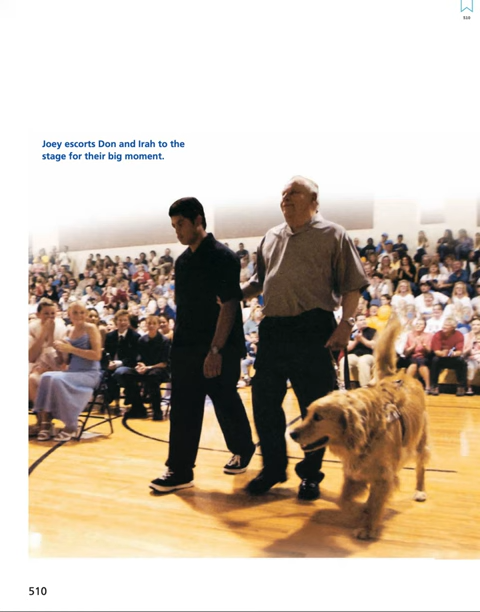 510
Joey escorts Don and Irah to the
stage for their big moment.
510